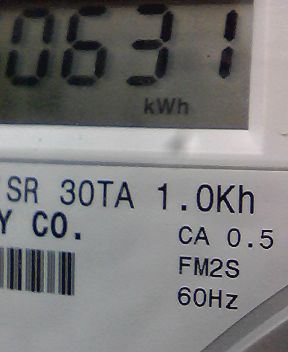 0631
kWh
SR 30TA 1.0Kh
Y CO.
CA 0.5
FM2S
60Hz